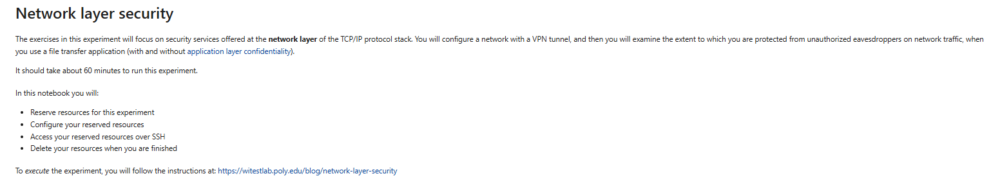 Network layer security
The exercises in this experiment will focus on security services offered at the network layer of the TCP/IP protocol stack. You will configure a network with a VPN tunnel, and then you will examine the extent to which you are protected from unauthorized eavesdroppers on network traffic, when
you use a file transfer application (with and without application layer confidentiality).
It should take about 60 minutes to run this experiment.
In this notebook you will:
• Reserve resources for this experiment
• Configure your reserved resources
• Access your reserved resources over SSH
• Delete your resources when you are finished
To execute the experiment, you will follow the instructions at: https://witestlab.poly.edu/blog/network-layer-security